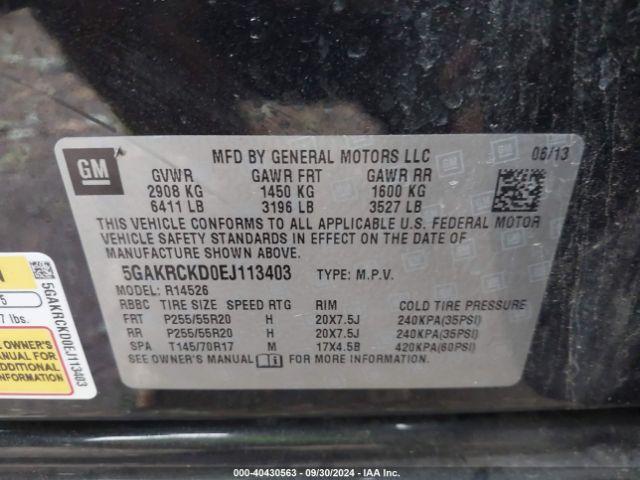 GM
MFD BY GENERAL MOTORS LLC 06/13
GVWR GAWR FRT GAWR RR
2908 KG 1450 KG 1600 KG
6411 LB 3196 LB 3527 LB
THIS VEHICLE CONFORMS TO ALL APPLICABLE U.S. FEDERAL MOTOR
VEHICLE SAFETY STANDARDS IN EFFECT ON THE DATE OF
MANUFACTURE SHOWN ABOVE.
5GAKRCKD0EJ113403 TYPE: M.P.V.
MODEL: R14526
RBBC TIRE SIZE SPEED RTG RIM COLD TIRE PRESSURE
FRT P255/55R20 H 20X7.5J 240KPA(35PSI)
RR P255/55R20 H 20X7.5J 240KPA(35PSI)
SPA T145/70R17 M 17X4.5B 420KPA(60PSI)
SEE OWNER'S MANUAL FOR MORE INFORMATION.
N
5
7 lbs.
OWNER'S
MANUAL FOR
ADDITIONAL
INFORMATION
5GAKRCKD0EJ113403
000-40430563 - 09/30/2024 - IAA Inc.